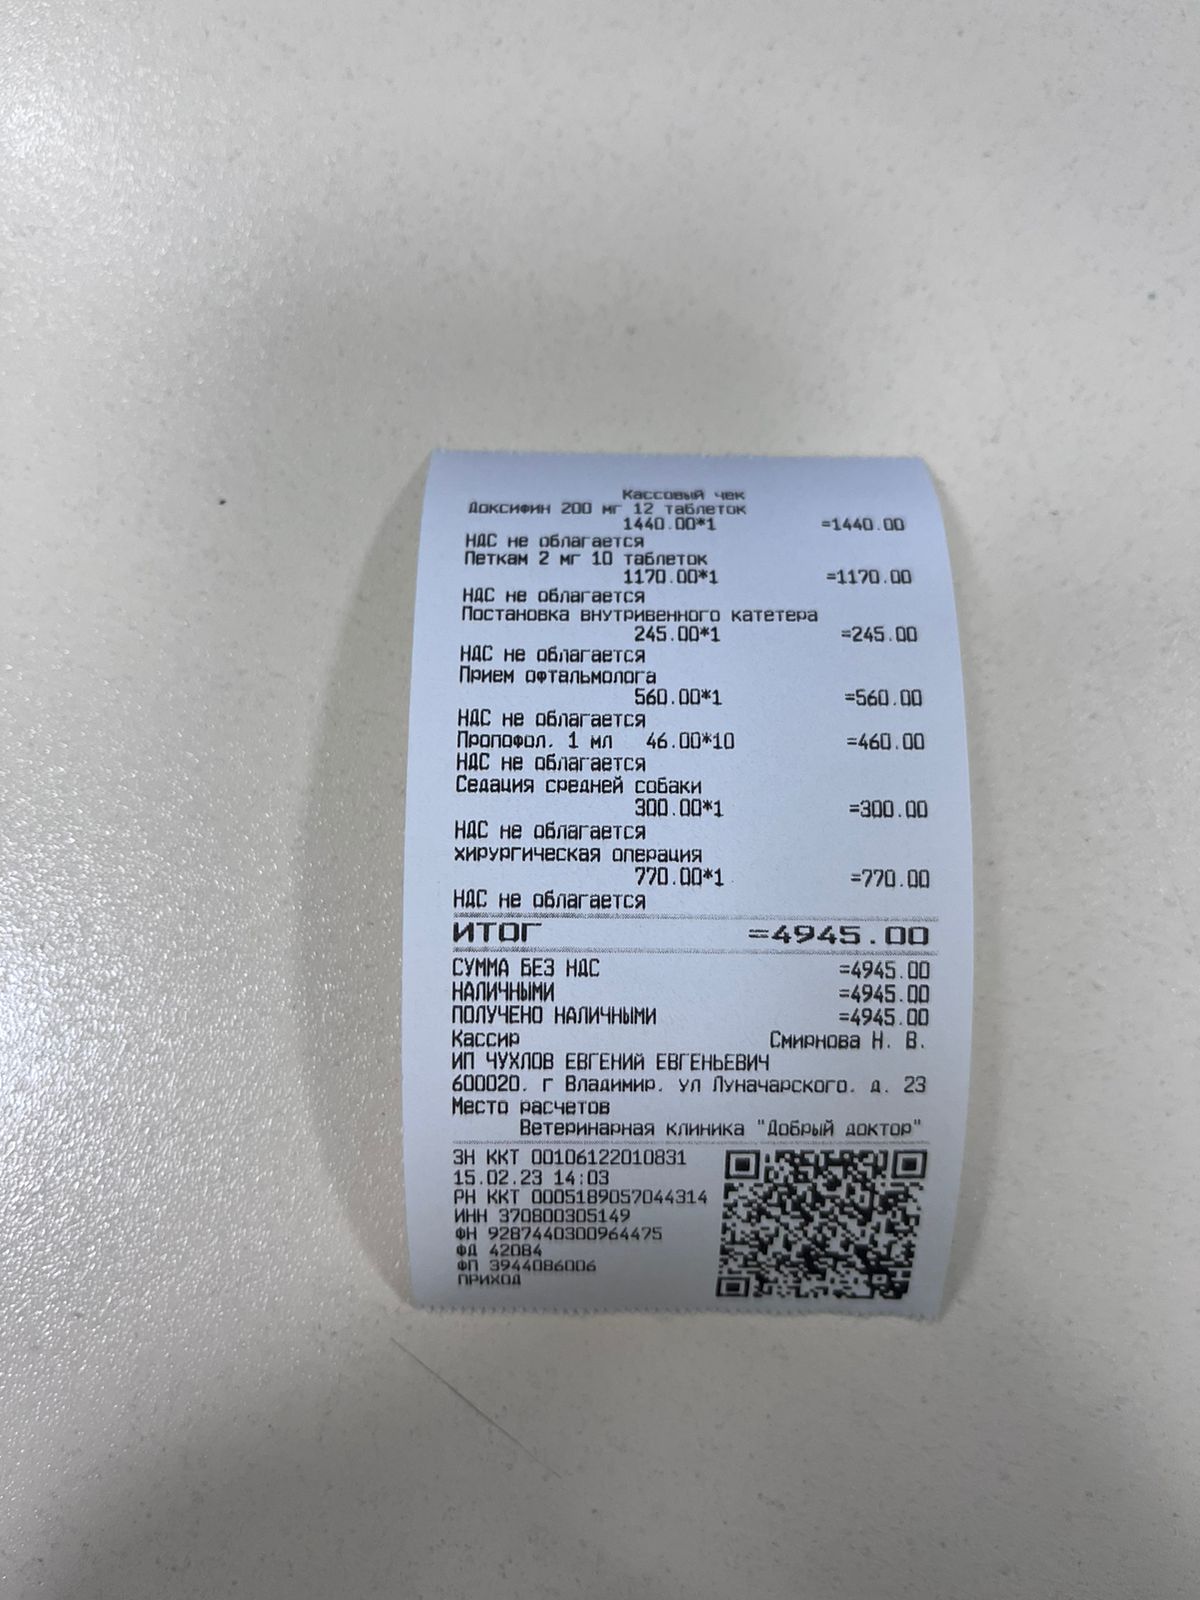 Кассовый чек
Доксифин 200 мг 12 таблеток
1440.00*1 =1440.00
НДС не облагается
Петкам 2 мг 10 таблеток
1170.00*1 =1170.00
НДС не облагается
Постановка внутривенного катетера
245.00*1 =245.00
НДС не облагается
Прием офтальмолога
560.00*1 =560.00
НДС не облагается
Пропофол, 1 мл 46.00*10 =460.00
НДС не облагается
Седация средней собаки
300.00*1 =300.00
НДС не облагается
хирургическая операция
770.00*1 =770.00
НДС не облагается
ИТОГ =4945.00
СУММА БЕЗ НДС =4945.00
НАЛИЧНЫМИ =4945.00
ПОЛУЧЕНО НАЛИЧНЫМИ =4945.00
Кассир Смирнова Н. В.
ИП ЧУХЛОВ ЕВГЕНИЙ ЕВГЕНЬЕВИЧ
600020, г Владимир, ул Луначарского, д. 23
Место расчетов
Ветеринарная клиника "Добрый доктор"
ЗН ККТ 00106122010831
15.02.23 14:03
РН ККТ 0005189057044314
ИНН 370800305149
ФН 9287440300964475
ФД 42084
ФП 3944086006
ПРИХОД